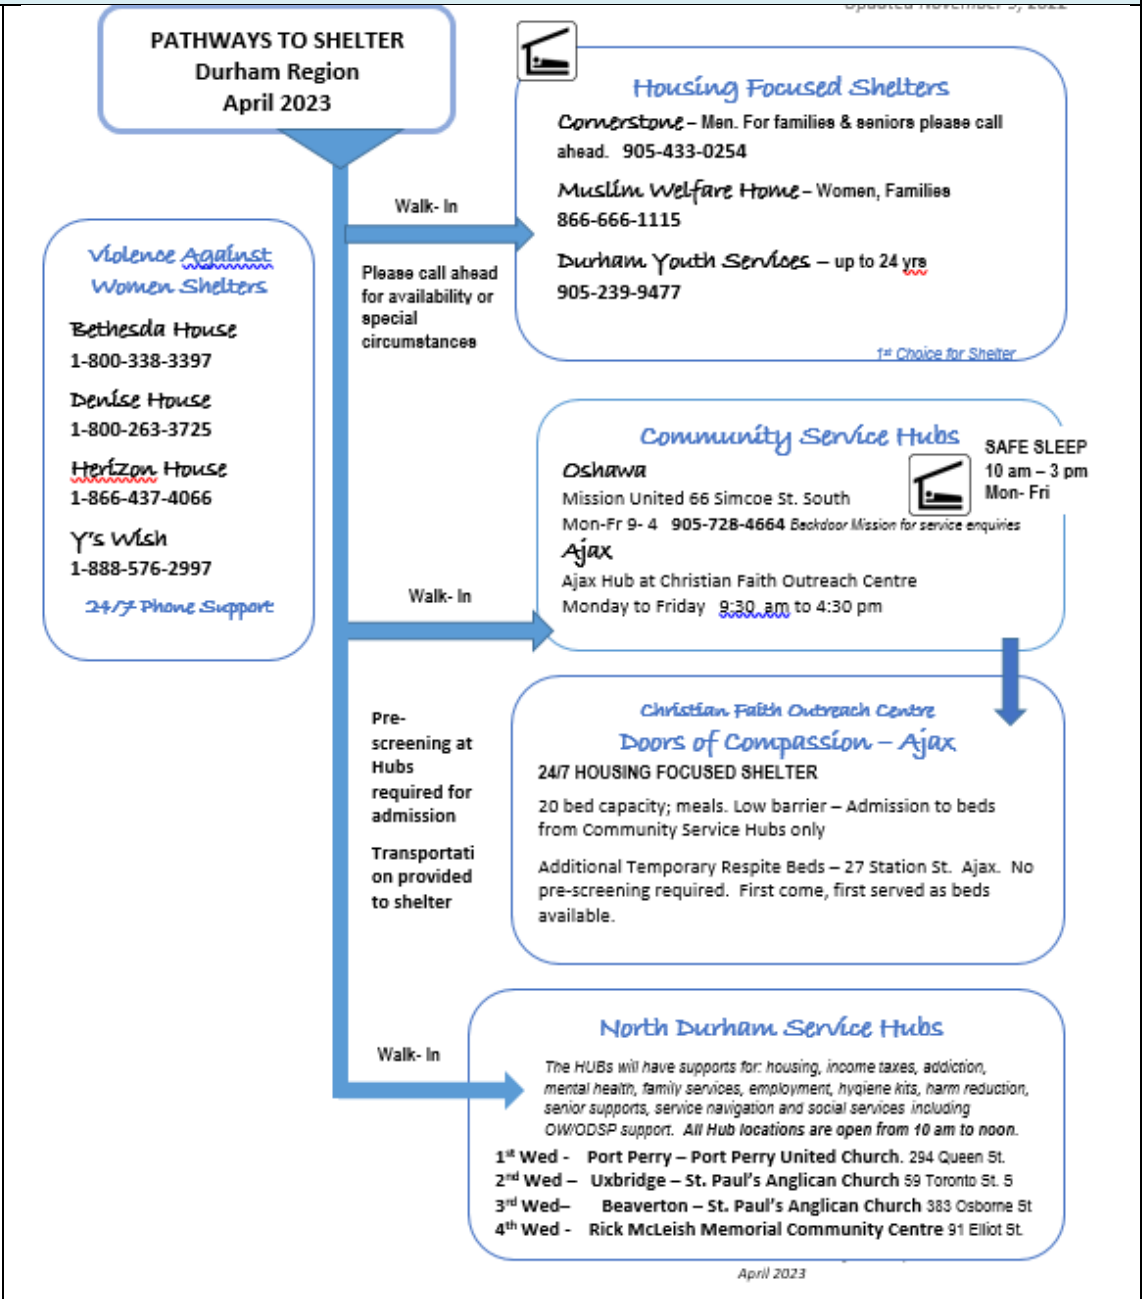 Updated November 9, 2022
PATHWAYS TO SHELTER
Durham Region
April 2023
Housing Focused Shelters
Cornerstone – Men. For families & seniors please call
ahead. 905-433-0254
Muslim Welfare Home – Women, Families
866-666-1115
Durham Youth Services – up to 24 yrs
905-239-9477
1st Choice for Shelter
Walk- In
Please call ahead
for availability or
special
circumstances
Violence Against
Women Shelters
Bethesda House
1-800-338-3397
Denise House
1-800-263-3725
Herizon House
1-866-437-4066
Y's Wish
1-888-576-2997
24/7 Phone Support
Community Service Hubs
SAFE SLEEP
10 am – 3 pm
Mon- Fri
Oshawa
Mission United 66 Simcoe St. South
Mon-Fr 9- 4 905-728-4664 Backdoor Mission for service enquiries
Ajax
Ajax Hub at Christian Faith Outreach Centre
Monday to Friday 9:30 am to 4:30 pm
Walk- In
Pre-
screening at
Hubs
required for
admission
Transportati
on provided
to shelter
Christian Faith Outreach Centre
Doors of Compassion – Ajax
24/7 HOUSING FOCUSED SHELTER
20 bed capacity; meals. Low barrier – Admission to beds
from Community Service Hubs only
Additional Temporary Respite Beds – 27 Station St. Ajax. No
pre-screening required. First come, first served as beds
available.
Walk- In
North Durham Service Hubs
The HUBs will have supports for: housing, income taxes, addiction,
mental health, family services, employment, hygiene kits, harm reduction,
senior supports, service navigation and social services including
OW/ODSP support. All Hub locations are open from 10 am to noon.
1st Wed - Port Perry – Port Perry United Church. 294 Queen St.
2nd Wed – Uxbridge – St. Paul's Anglican Church 59 Toronto St. S
3rd Wed– Beaverton – St. Paul's Anglican Church 383 Osborne St
4th Wed - Rick McLeish Memorial Community Centre 91 Elliot St.
April 2023